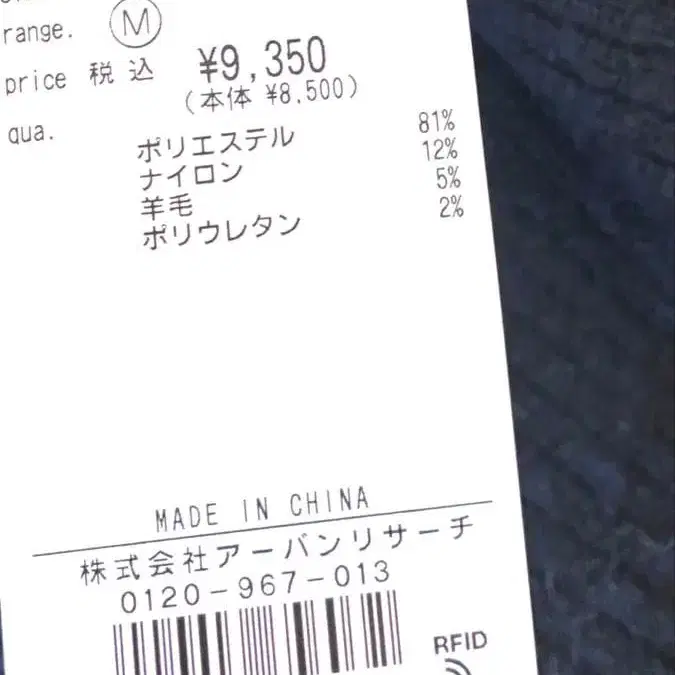 range. M
price 税込 ¥9,350
(本体 ¥8,500)
qua.
ポリエステル 81%
ナイロン 12%
羊毛 5%
ポリウレタン 2%
MADE IN CHINA
株式会社アーバンリサーチ
0120-967-013
RFID